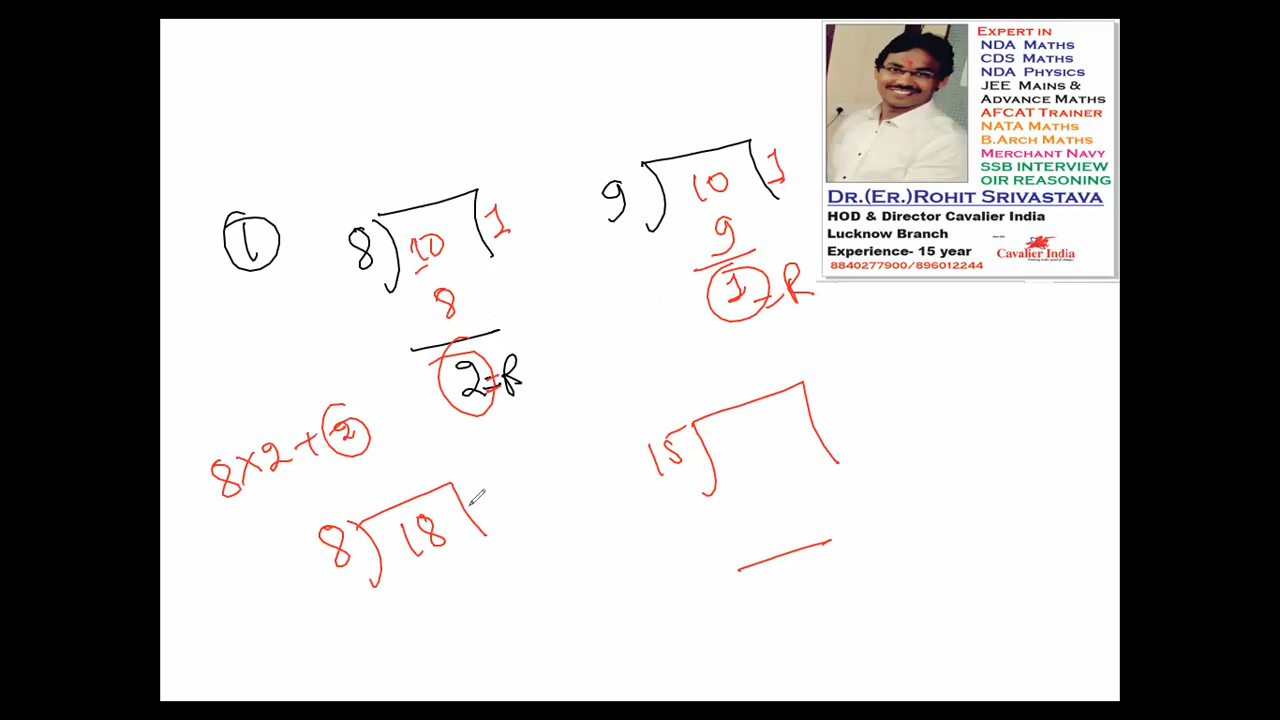 EXPERT IN
NDA MATHS
CDS MATHS
NDA PHYSICS
JEE MAINS &
ADVANCE MATHS
AFCAT TRAINER
NATA MATHS
B.ARCH MATHS
MERCHANT NAVY
SSB INTERVIEW
OIR REASONING
DR.(ER.)ROHIT SRIVASTAVA
HOD & Director Cavalier India
Lucknow Branch
Experience- 15 year
Cavalier India
8840277900/896012244
1
8) 10 ( 1
8
2 = R
9) 10 ( 1
9
1 = R
8×2+2
8) 18 (
15) (